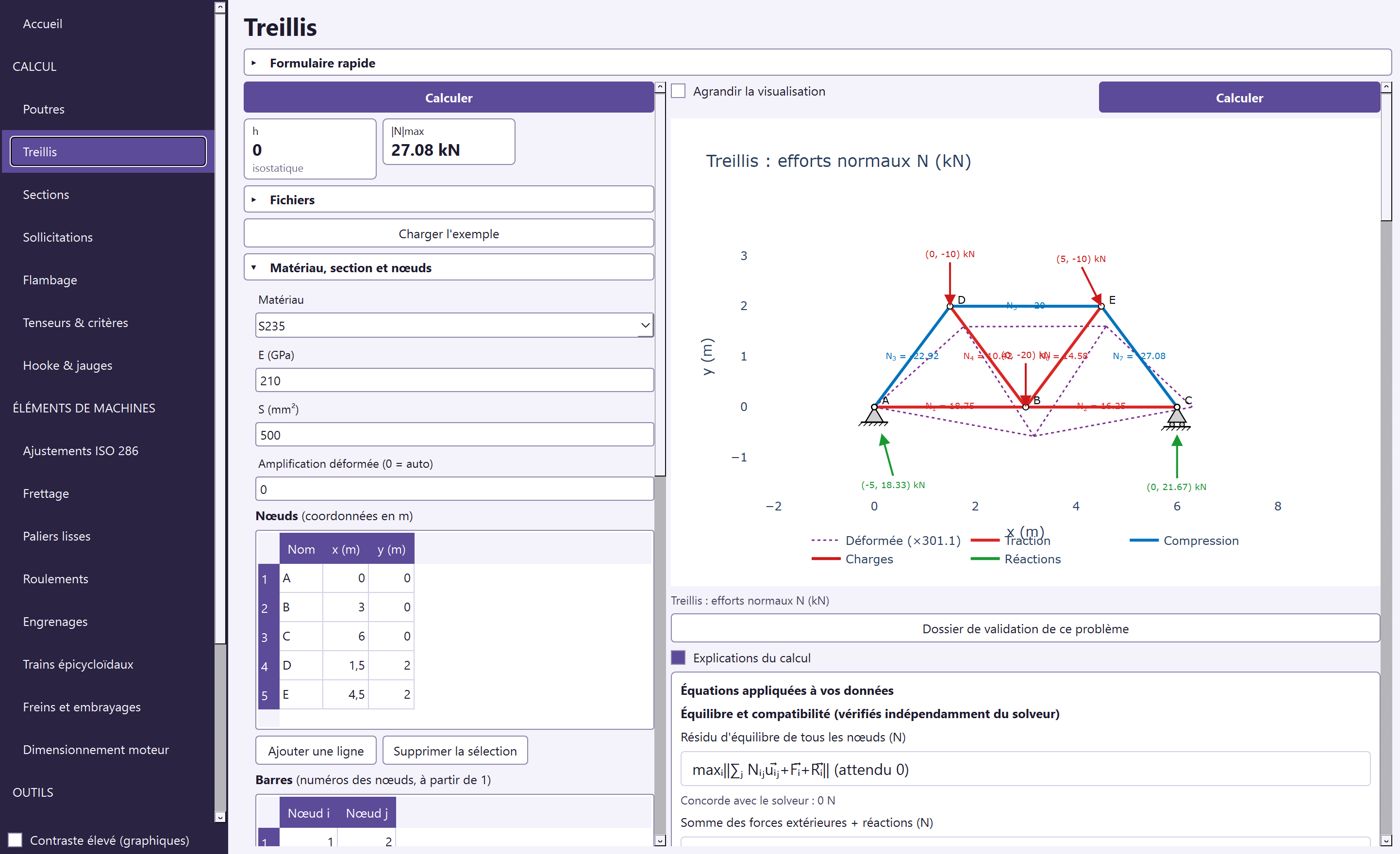 Accueil
CALCUL
Poutres
Treillis
Sections
Sollicitations
Flambage
Tenseurs & critères
Hooke & jauges
ÉLÉMENTS DE MACHINES
Ajustements ISO 286
Frettage
Paliers lisses
Roulements
Engrenages
Trains épicycloïdaux
Freins et embrayages
Dimensionnement moteur
OUTILS
Contraste élevé (graphiques)
Treillis
Formulaire rapide
Calculer
h
0
isostatique
|N|max
27.08 kN
Fichiers
Charger l'exemple
Matériau, section et nœuds
Matériau
S235
E (GPa)
210
S (mm²)
500
Amplification déformée (0 = auto)
0
Nœuds (coordonnées en m)
Nom x (m) y (m)
1 A 0 0
2 B 3 0
3 C 6 0
4 D 1,5 2
5 E 4,5 2
Ajouter une ligne Supprimer la sélection
Barres (numéros des nœuds, à partir de 1)
Nœud i Nœud j
1 1 2
Agrandir la visualisation
Calculer
Treillis : efforts normaux N (kN)
(0, -10) kN
(5, -10) kN
3
2
1
0
−1
y (m)
D
E
A
B
C
(0, -20) kN
(-5, 18.33) kN
(0, 21.67) kN
−2 0 2 4 6 8
x (m)
Déformée (×301.1) Traction Compression
Charges Réactions
Treillis : efforts normaux N (kN)
Dossier de validation de ce problème
Explications du calcul
Équations appliquées à vos données
Équilibre et compatibilité (vérifiés indépendamment du solveur)
Résidu d'équilibre de tous les nœuds (N)
maxᵢ||∑ⱼ Nᵢⱼu⃗ᵢⱼ+F⃗ᵢ+R⃗ᵢ|| (attendu 0)
Concorde avec le solveur : 0 N
Somme des forces extérieures + réactions (N)